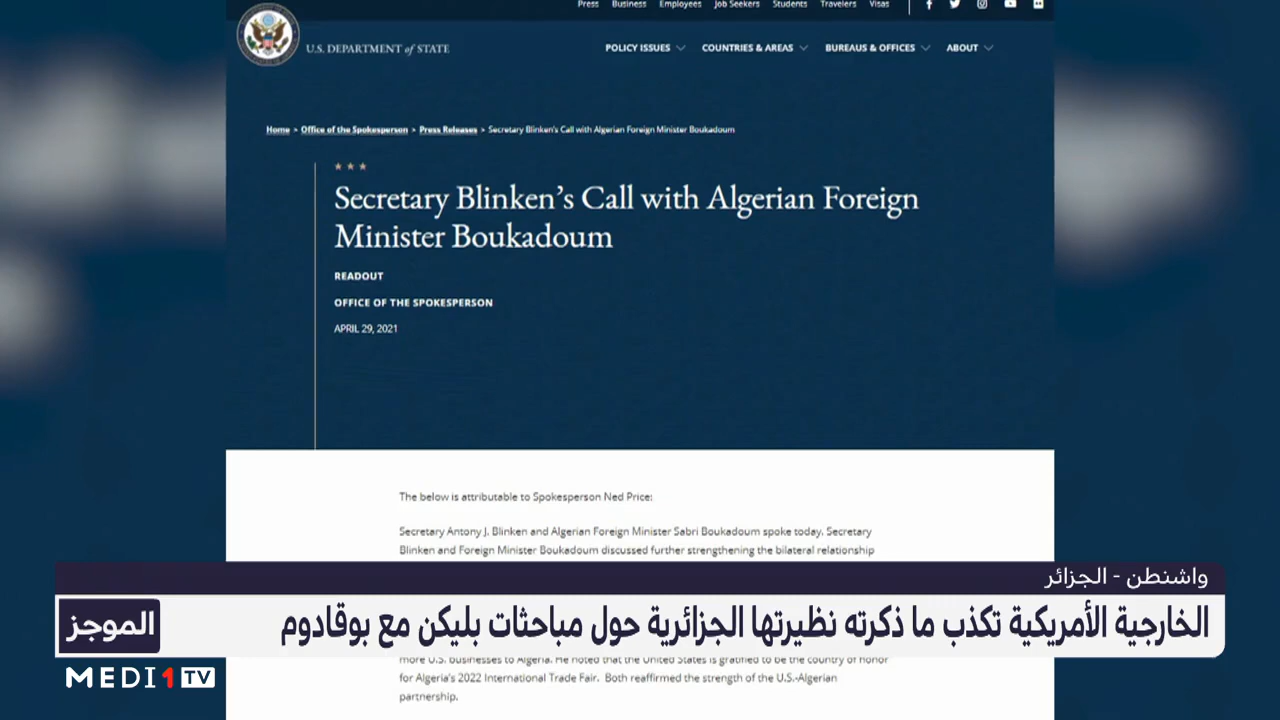 Press Business Employees Job Seekers Students Travelers Visas
U.S. DEPARTMENT of STATE
POLICY ISSUES COUNTRIES & AREAS BUREAUS & OFFICES ABOUT
Home > Office of the Spokesperson > Press Releases > Secretary Blinken's Call with Algerian Foreign Minister Boukadoum
Secretary Blinken's Call with Algerian Foreign
Minister Boukadoum
READOUT
OFFICE OF THE SPOKESPERSON
APRIL 29, 2021
The below is attributable to Spokesperson Ned Price:
Secretary Antony J. Blinken and Algerian Foreign Minister Sabri Boukadoum spoke today. Secretary
Blinken and Foreign Minister Boukadoum discussed further strengthening the bilateral relationship
واشنطن - الجزائر
الخارجية الأمريكية تكذب ما ذكرته نظيرتها الجزائرية حول مباحثات بليكن مع بوقادوم
الموجز
MEDI1 TV
more U.S. businesses to Algeria. He noted that the United States is gratified to be the country of honor
for Algeria's 2022 International Trade Fair. Both reaffirmed the strength of the U.S.-Algerian
partnership.